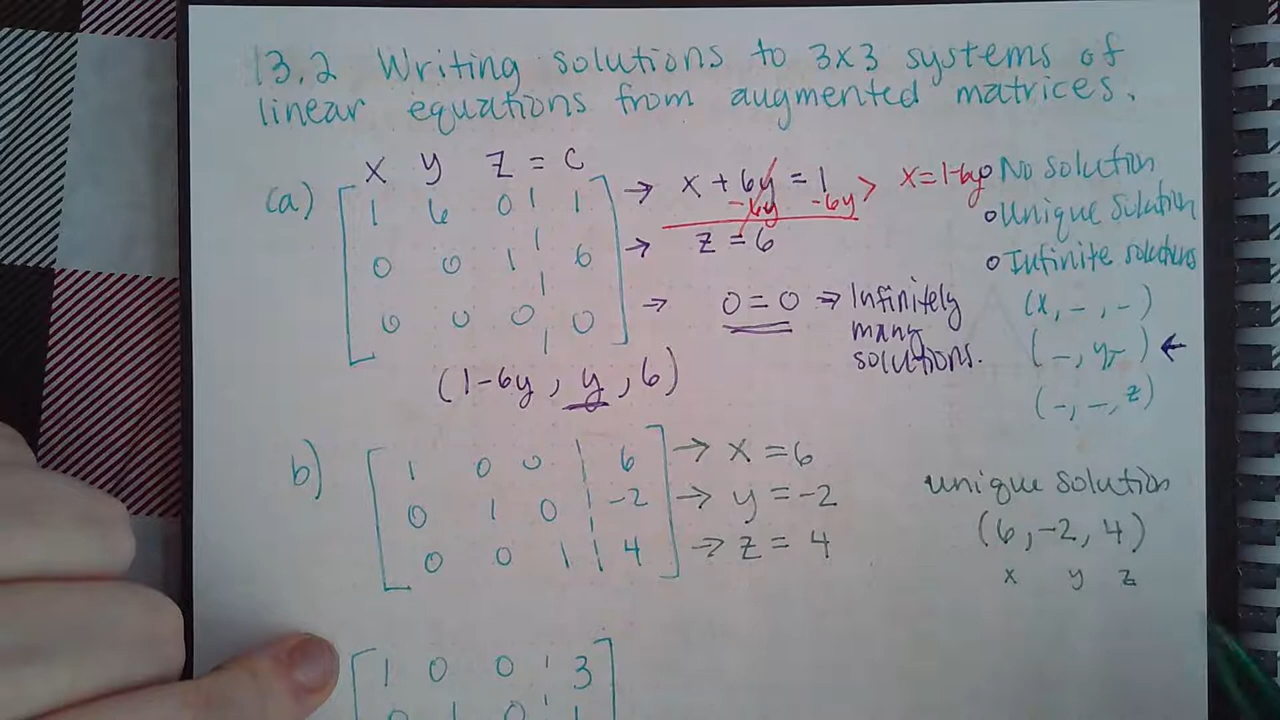 13.2 Writing solutions to 3x3 systems of
linear equations from augmented matrices.
x y z = c
(a) 1 6 0 | 1 → x + 6y = 1 > x=1-6y
-6y -6y
0 0 1 | 6 → z = 6
0 0 0 | 0 → 0 = 0 ⇒ Infinitely
many
solutions.
(1-6y, y, 6)
o No solution
o Unique solution
o Infinite solutions
(x, -, -)
(-, y, -) ←
(-, -, z)
b) 1 0 0 | 6 → x = 6
0 1 0 | -2 → y = -2
0 0 1 | 4 → z = 4
unique solution
(6, -2, 4)
x y z
1 0 0 | 3